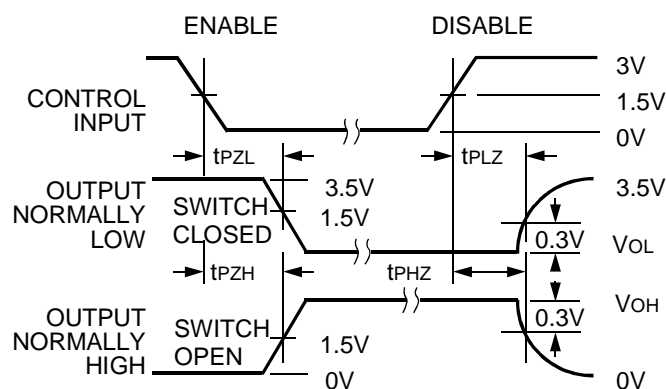 ENABLE
DISABLE
3V
CONTROL
INPUT
1.5V
0V
tPZL
tPLZ
OUTPUT
NORMALLY
LOW
SWITCH
CLOSED
3.5V
1.5V
3.5V
0.3V
VOL
tPZH
tPHZ
OUTPUT
NORMALLY
HIGH
SWITCH
OPEN
1.5V
0V
VOH
0.3V
0V